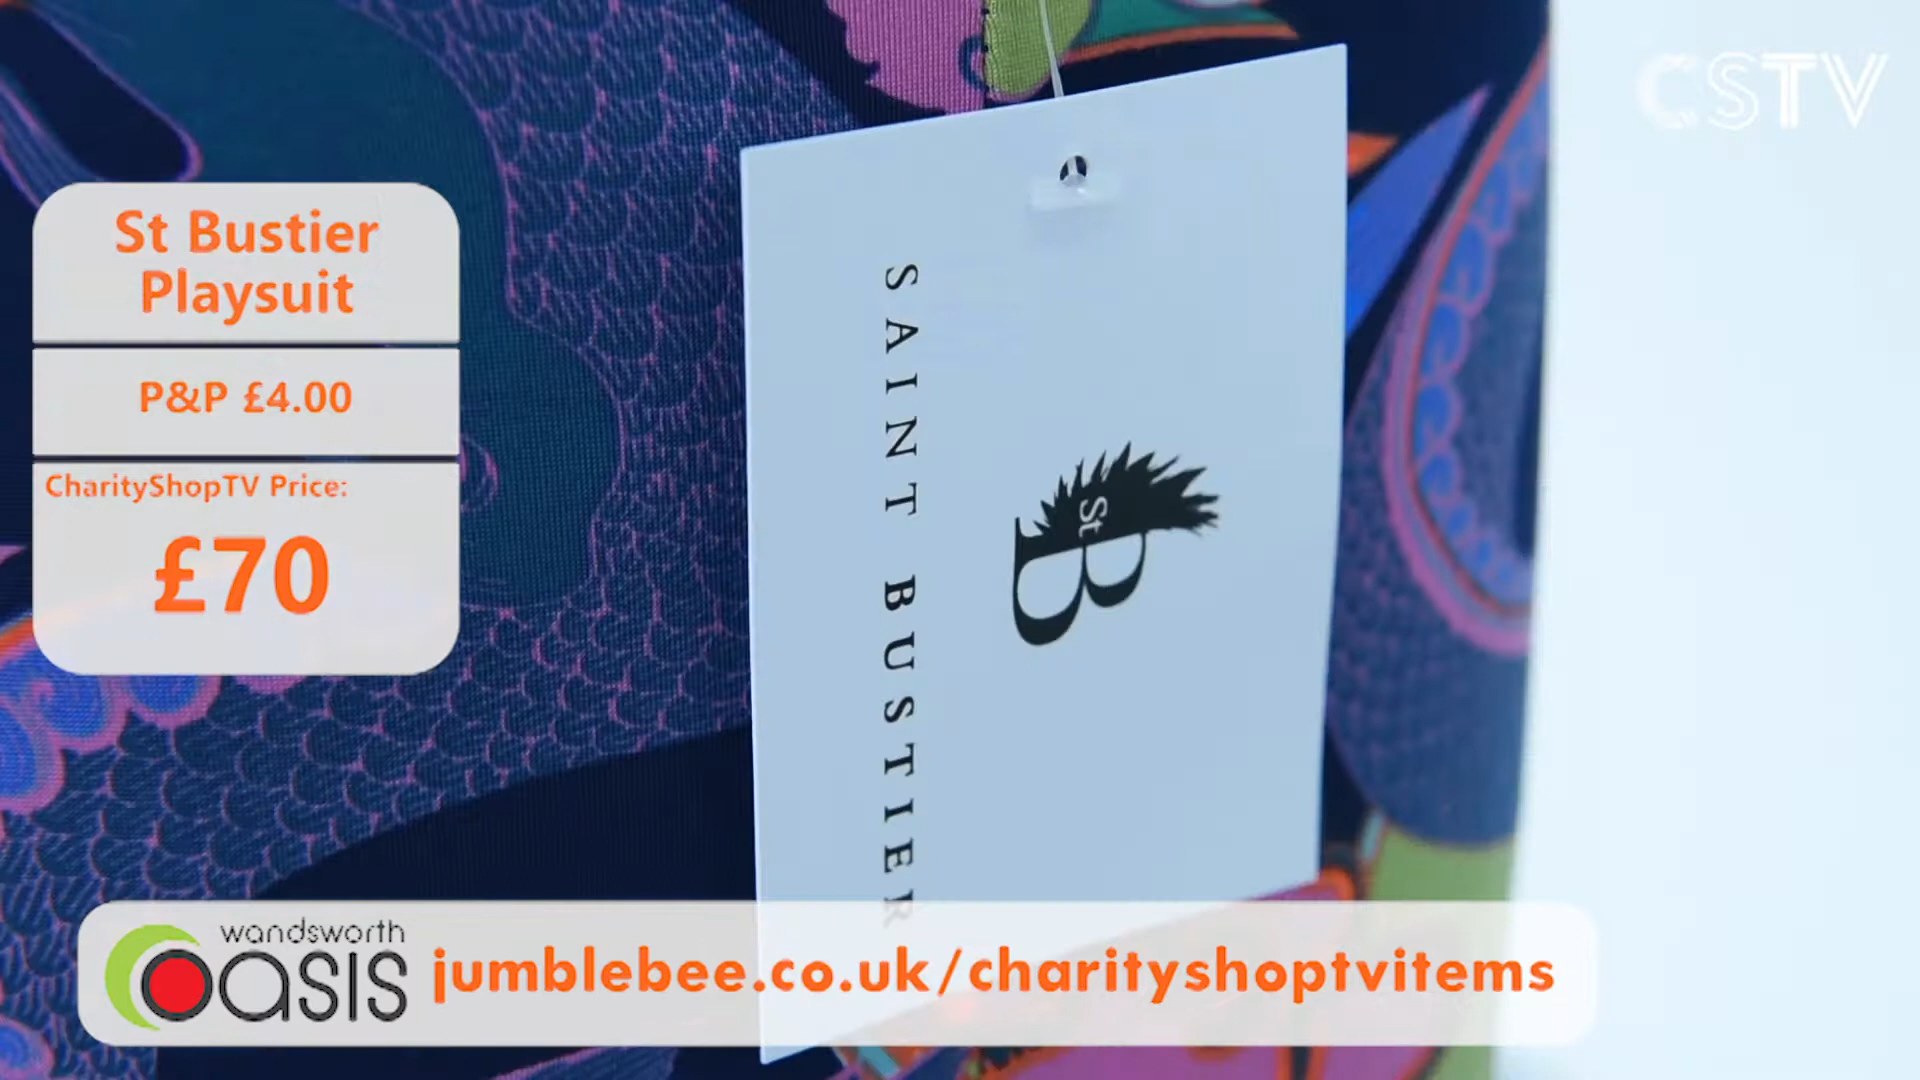 CSTV
St Bustier
Playsuit
P&P £4.00
CharityShopTV Price:
£70
SAINT BUSTIER
St
B
wandsworth
oasis
jumblebee.co.uk/charityshoptvitems